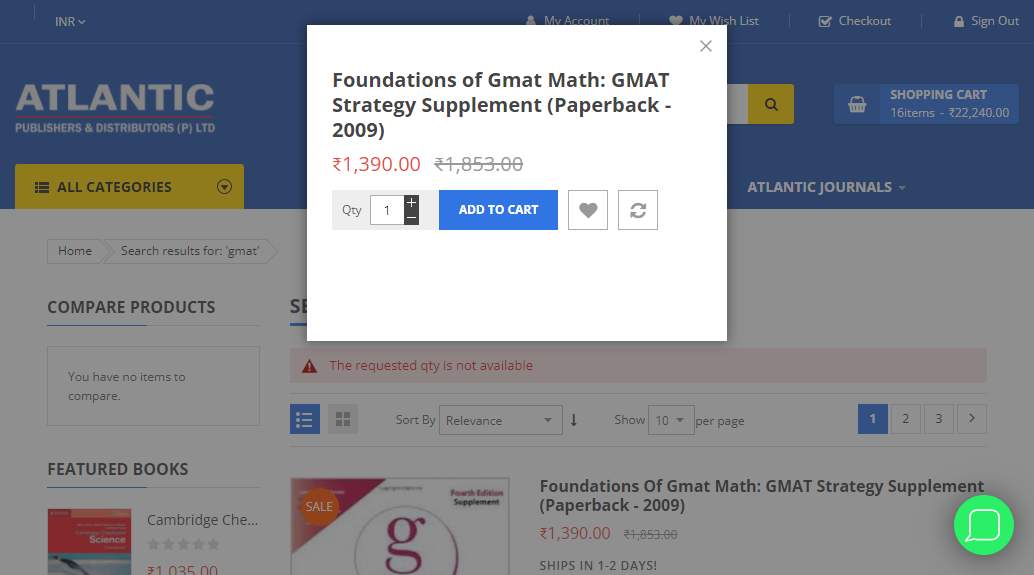 INR
My Account
My Wish List
Checkout
Sign Out
ATLANTIC
PUBLISHERS & DISTRIBUTORS (P) LTD
SHOPPING CART
16items - ₹22,240.00
ALL CATEGORIES
ATLANTIC JOURNALS
Foundations of Gmat Math: GMAT
Strategy Supplement (Paperback -
2009)
₹1,390.00 ₹1,853.00
Qty 1 + −
ADD TO CART
Home
Search results for: 'gmat'
COMPARE PRODUCTS
You have no items to
compare.
SE
The requested qty is not available
Sort By Relevance
Show 10 per page
1 2 3 >
FEATURED BOOKS
Cambridge Che...
₹1,035.00
Science
SALE
Fourth Edition
Supplement
g
Foundations Of Gmat Math: GMAT Strategy Supplement
(Paperback - 2009)
₹1,390.00 ₹1,853.00
SHIPS IN 1-2 DAYS!